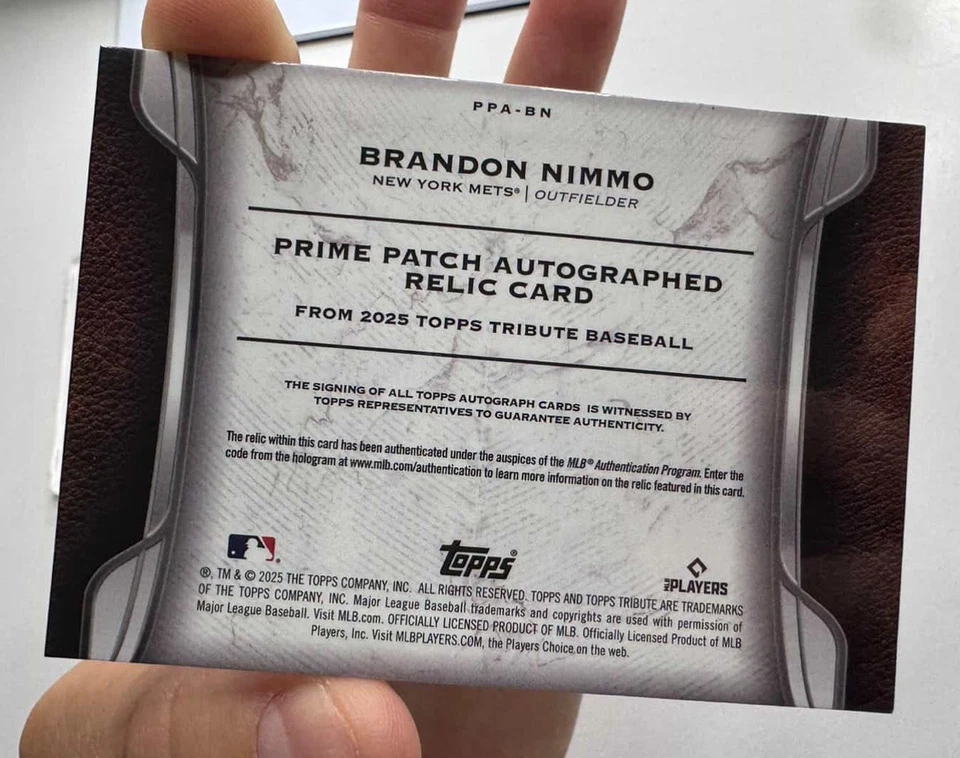 PPA-BN
BRANDON NIMMO
NEW YORK METS® | OUTFIELDER
PRIME PATCH AUTOGRAPHED
RELIC CARD
FROM 2025 TOPPS TRIBUTE BASEBALL
THE SIGNING OF ALL TOPPS AUTOGRAPH CARDS IS WITNESSED BY
TOPPS REPRESENTATIVES TO GUARANTEE AUTHENTICITY.
The relic within this card has been authenticated under the auspices of the MLB® Authentication Program. Enter the
code from the hologram at www.mlb.com/authentication to learn more information on the relic featured in this card.
topps®
PLAYERS
®, TM & © 2025 THE TOPPS COMPANY, INC. ALL RIGHTS RESERVED. TOPPS AND TOPPS TRIBUTE ARE TRADEMARKS
OF THE TOPPS COMPANY, INC. Major League Baseball trademarks and copyrights are used with permission of
Major League Baseball. Visit MLB.com. OFFICIALLY LICENSED PRODUCT OF MLB. Officially Licensed Product of MLB
Players, Inc. Visit MLBPLAYERS.COM, the Players Choice on the web.